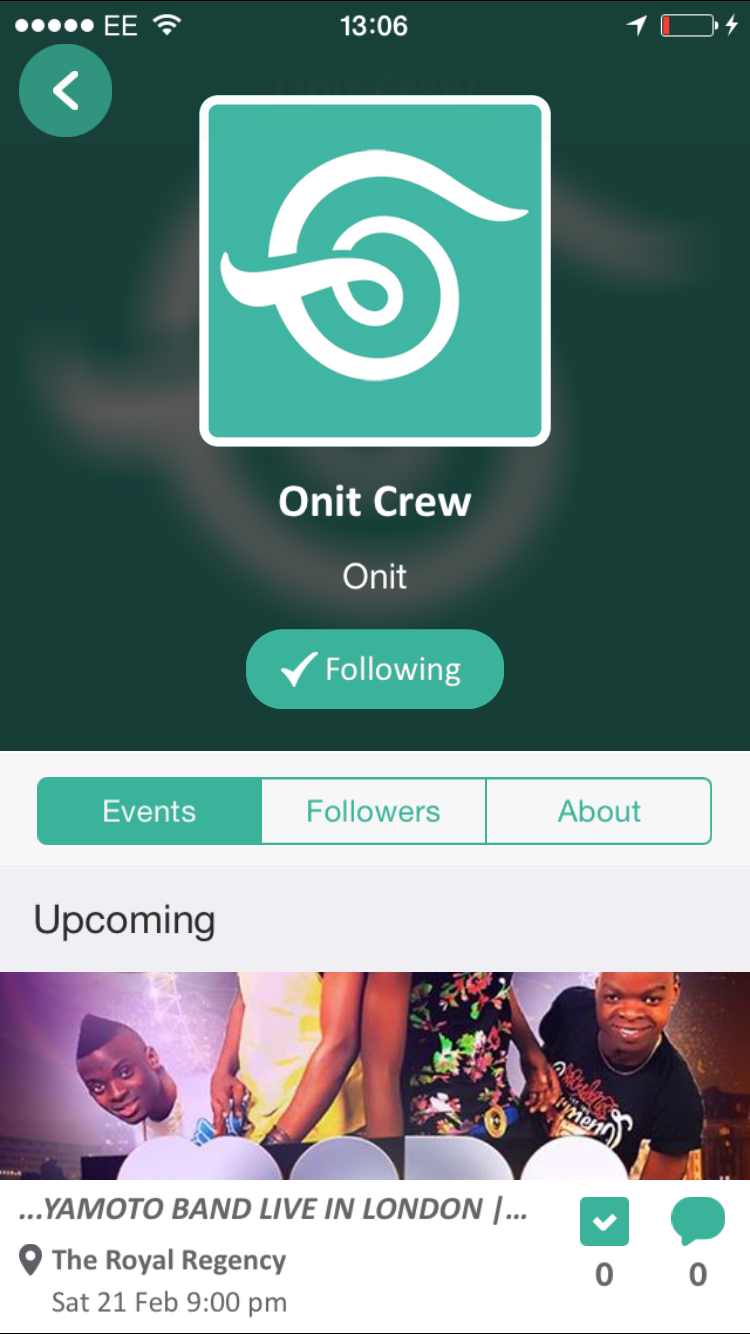 EE 13:06
Onit Crew
Onit
Following
Events Followers About
Upcoming
...YAMOTO BAND LIVE IN LONDON |...
The Royal Regency
Sat 21 Feb 9:00 pm
0 0